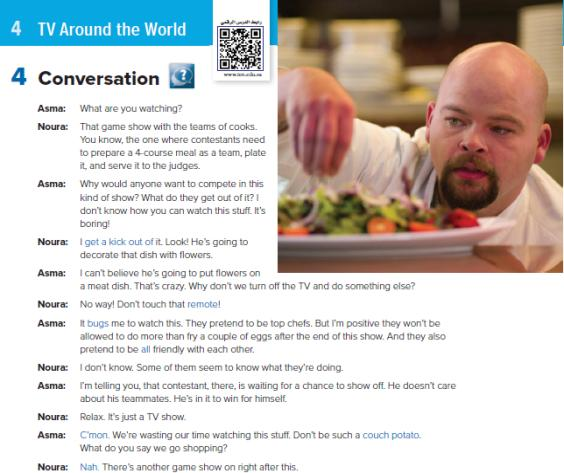 4 TV Around the World
رابط الدرس الرقمي
www.ien.edu.sa
4 Conversation
Asma: What are you watching?
Noura: That game show with the teams of cooks.
You know, the one where contestants need
to prepare a 4-course meal as a team, plate
it, and serve it to the judges.
Asma: Why would anyone want to compete in this
kind of show? What do they get out of it? I
don't know how you can watch this stuff. It's
boring!
Noura: I get a kick out of it. Look! He's going to
decorate that dish with flowers.
Asma: I can't believe he's going to put flowers on
a meat dish. That's crazy. Why don't we turn off the TV and do something else?
Noura: No way! Don't touch that remote!
Asma: It bugs me to watch this. They pretend to be top chefs. But I'm positive they won't be
allowed to do more than fry a couple of eggs after the end of this show. And they also
pretend to be all friendly with each other.
Noura: I don't know. Some of them seem to know what they're doing.
Asma: I'm telling you, that contestant, there, is waiting for a chance to show off. He doesn't care
about his teammates. He's in it to win for himself.
Noura: Relax. It's just a TV show.
Asma: C'mon. We're wasting our time watching this stuff. Don't be such a couch potato.
What do you say we go shopping?
Noura: Nah. There's another game show on right after this.